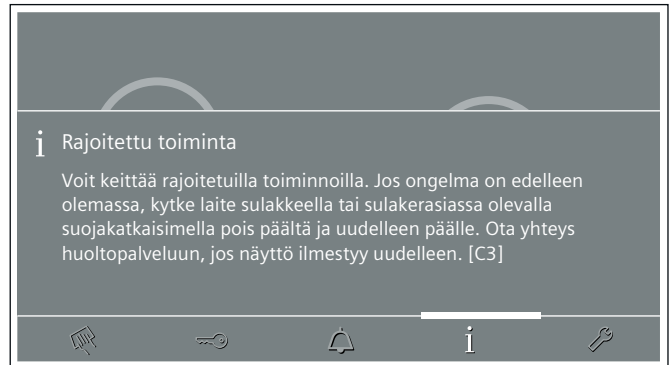 i Rajoitettu toiminta
Voit keittää rajoitetuilla toiminnoilla. Jos ongelma on edelleen
olemassa, kytke laite sulakkeella tai sulakerasiassa olevalla
suojakatkaisimella pois päältä ja uudelleen päälle. Ota yhteys
huoltopalveluun, jos näyttö ilmestyy uudelleen. [C3]
i